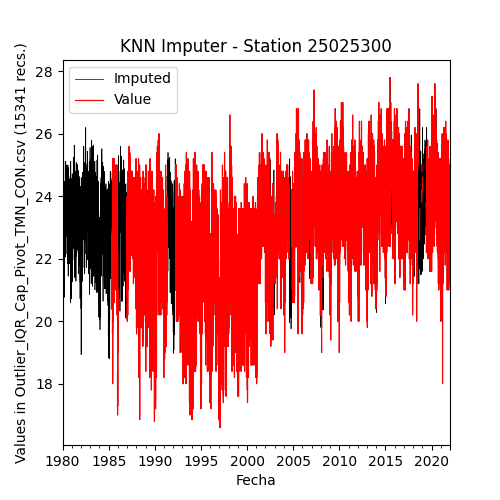 KNN Imputer - Station 25025300
Values in Outlier_IQR_Cap_Pivot_TMN_CON.csv (15341 recs.)
Imputed
Value
28
26
24
22
20
18
1980 1985 1990 1995 2000 2005 2010 2015 2020
Fecha